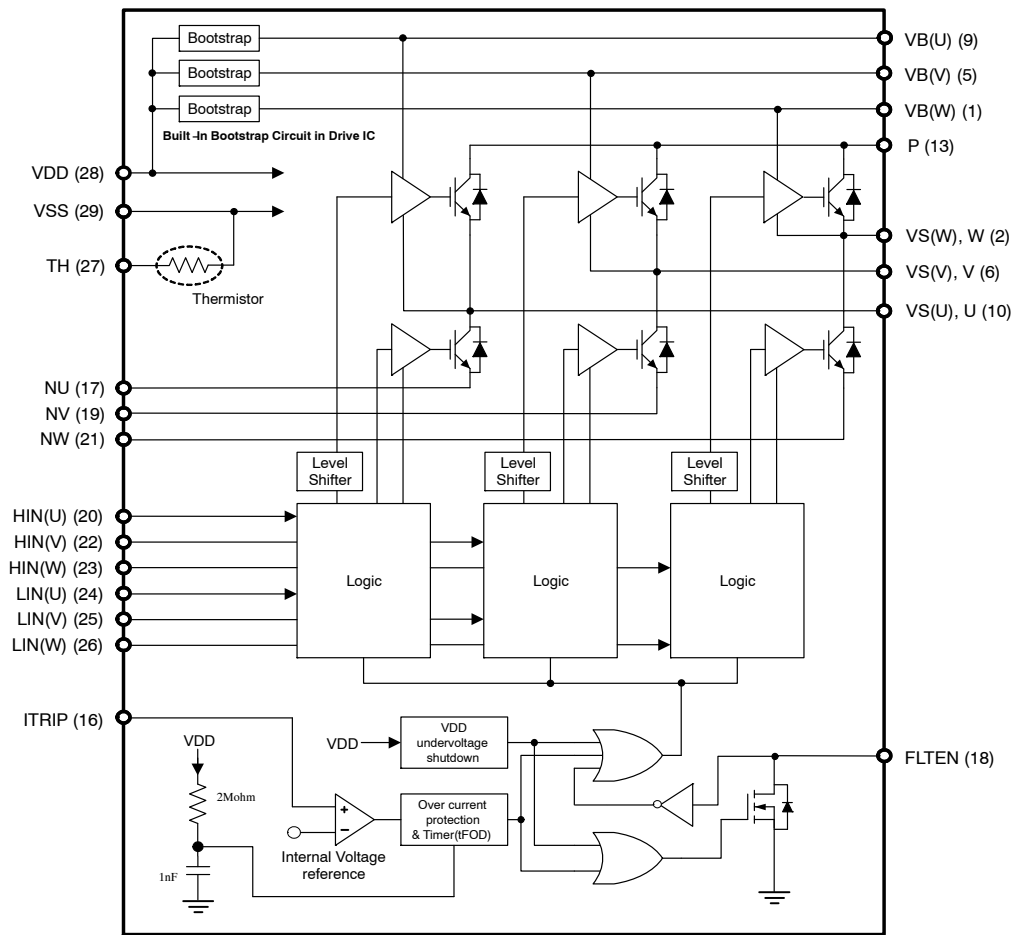 Bootstrap
VB(U) (9)
Bootstrap
VB(V) (5)
Bootstrap
VB(W) (1)
Built-In Bootstrap Circuit in Drive IC
P (13)
VDD (28)
VSS (29)
VS(W), W (2)
TH (27)
VS(V), V (6)
Thermistor
VS(U), U (10)
NU (17)
NV (19)
NW (21)
Level
Shifter
Level
Shifter
Level
Shifter
HIN(U) (20)
HIN(V) (22)
HIN(W) (23)
LIN(U) (24)
LIN(V) (25)
LIN(W) (26)
Logic
Logic
Logic
ITRIP (16)
VDD
VDD
VDD
undervoltage
shutdown
FLTEN (18)
2Mohm
+
−
Over current
protection
& Timer(tFOD)
Internal Voltage
reference
1nF